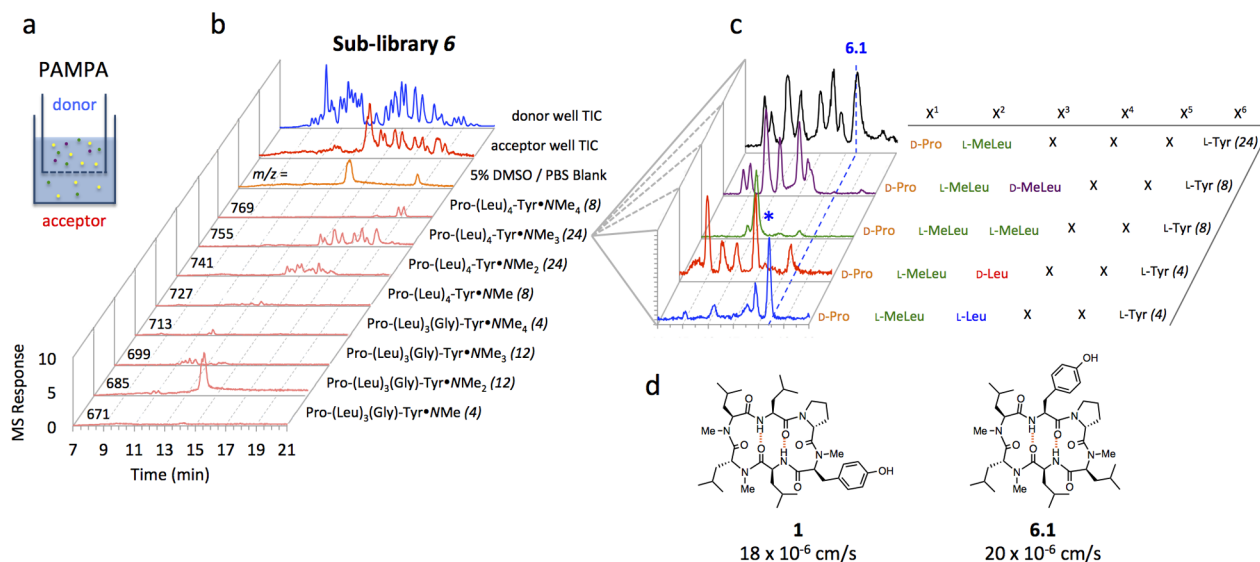 a
PAMPA
donor
acceptor
b
Sub-library 6
donor well TIC
acceptor well TIC
m/z =
5% DMSO / PBS Blank
769
Pro-(Leu)₄-Tyr•NMe₄ (8)
755
Pro-(Leu)₄-Tyr•NMe₃ (24)
741
Pro-(Leu)₄-Tyr•NMe₂ (24)
727
Pro-(Leu)₄-Tyr•NMe (8)
713
Pro-(Leu)₃(Gly)-Tyr•NMe₄ (4)
699
Pro-(Leu)₃(Gly)-Tyr•NMe₃ (12)
685
Pro-(Leu)₃(Gly)-Tyr•NMe₂ (12)
671
Pro-(Leu)₃(Gly)-Tyr•NMe (4)
MS Response
10
5
0
7 9 11 13 15 17 19 21
Time (min)
c
6.1
*
X¹ X² X³ X⁴ X⁵ X⁶
D-Pro L-MeLeu X X X L-Tyr (24)
D-Pro L-MeLeu D-MeLeu X X L-Tyr (8)
D-Pro L-MeLeu L-MeLeu X X L-Tyr (8)
D-Pro L-MeLeu D-Leu X X L-Tyr (4)
D-Pro L-MeLeu L-Leu X X L-Tyr (4)
d
O
N
H
O
N
O
Me
N
O
H
O
N
Me
N
Me
O
N
H
O
OH
1
18 x 10⁻⁶ cm/s
OH
O
N
H
O
N
O
Me
N
O
H
O
N
Me
N
Me
O
N
H
O
6.1
20 x 10⁻⁶ cm/s